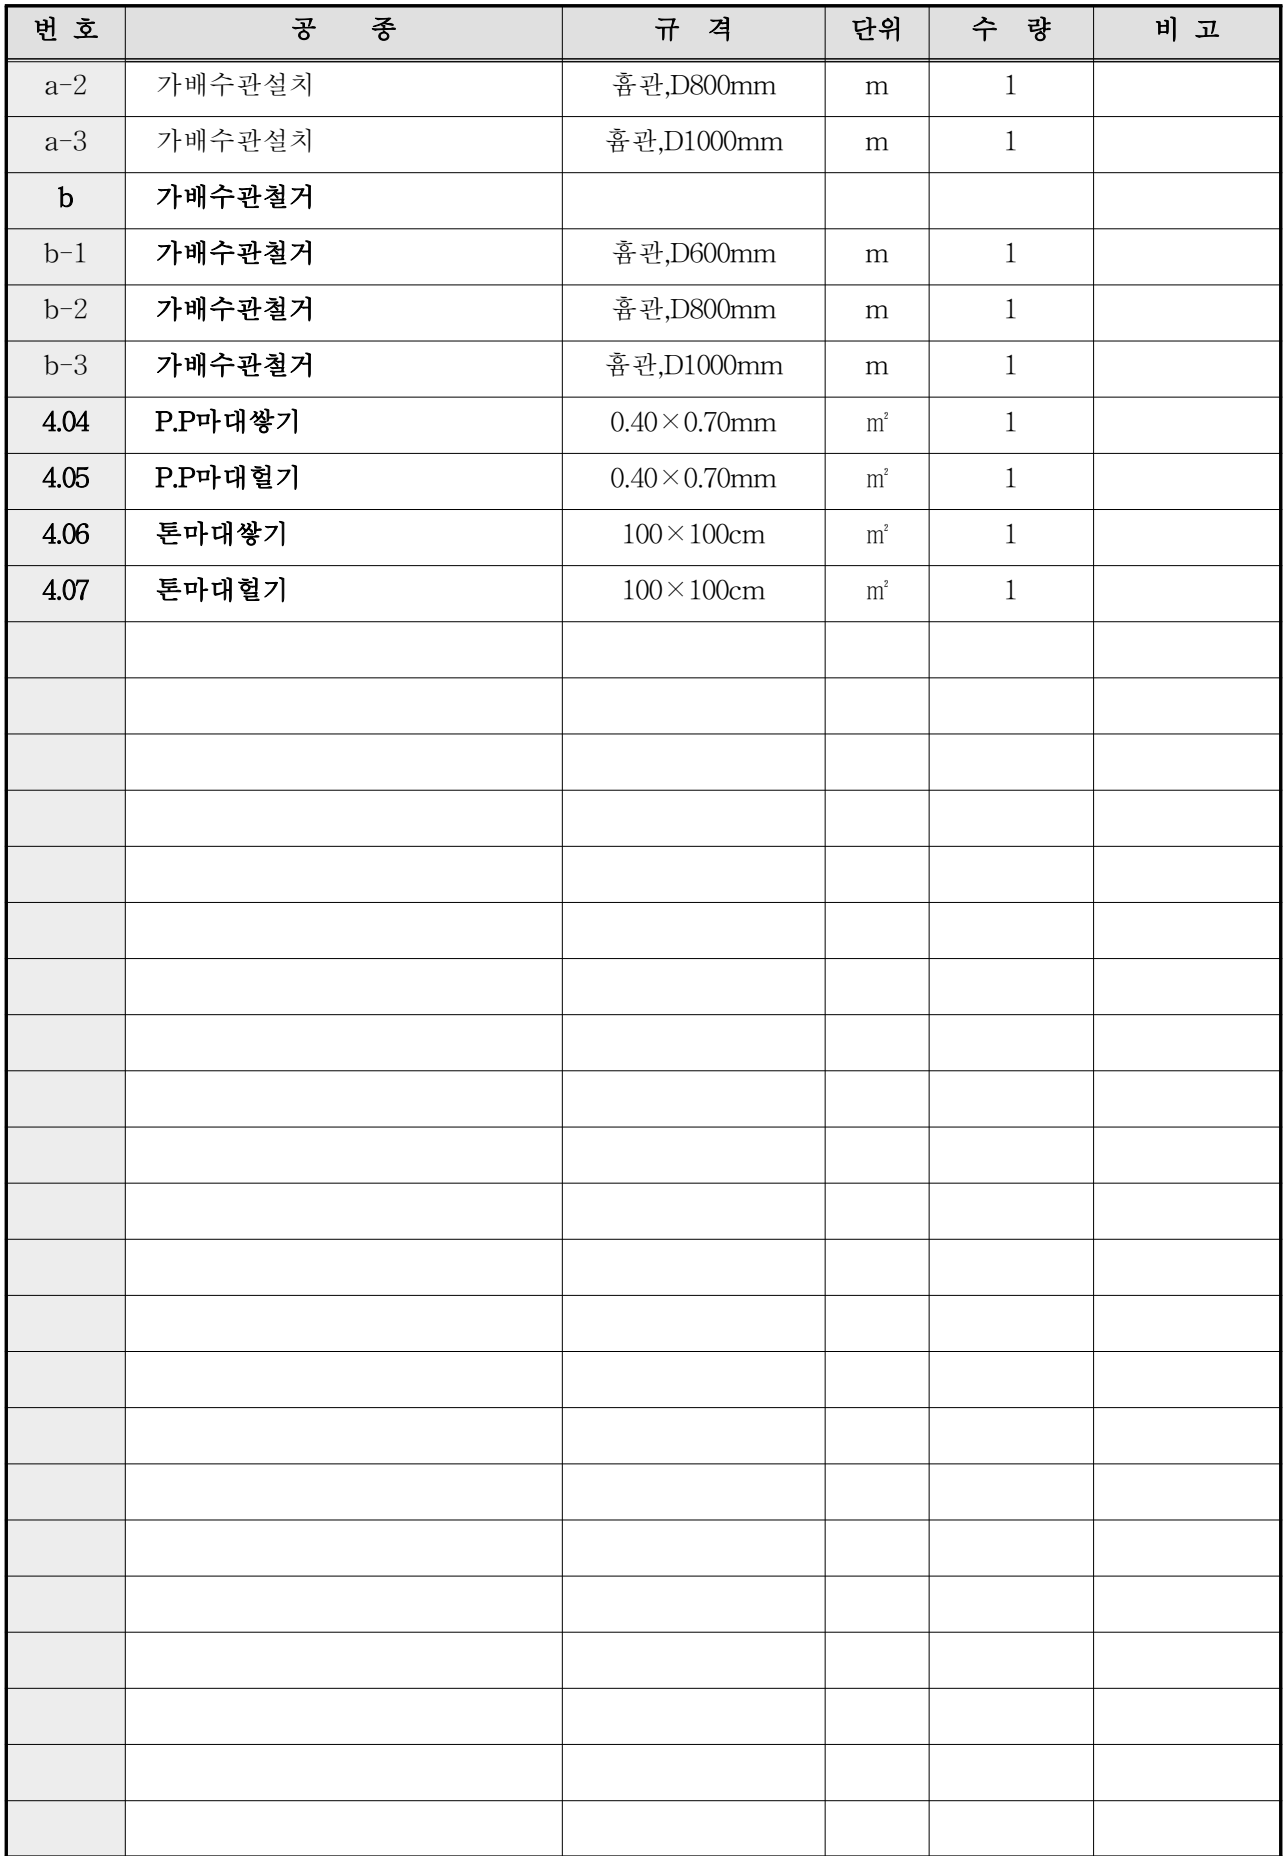 번 호 공 종 규 격 단위 수 량 비 고
a-2 가배수관설치 흄관,D800mm m 1
a-3 가배수관설치 흄관,D1000mm m 1
b 가배수관철거
b-1 가배수관철거 흄관,D600mm m 1
b-2 가배수관철거 흄관,D800mm m 1
b-3 가배수관철거 흄관,D1000mm m 1
4.04 P.P마대쌓기 0.40×0.70mm ㎡ 1
4.05 P.P마대헐기 0.40×0.70mm ㎡ 1
4.06 톤마대쌓기 100×100cm ㎡ 1
4.07 톤마대헐기 100×100cm ㎡ 1